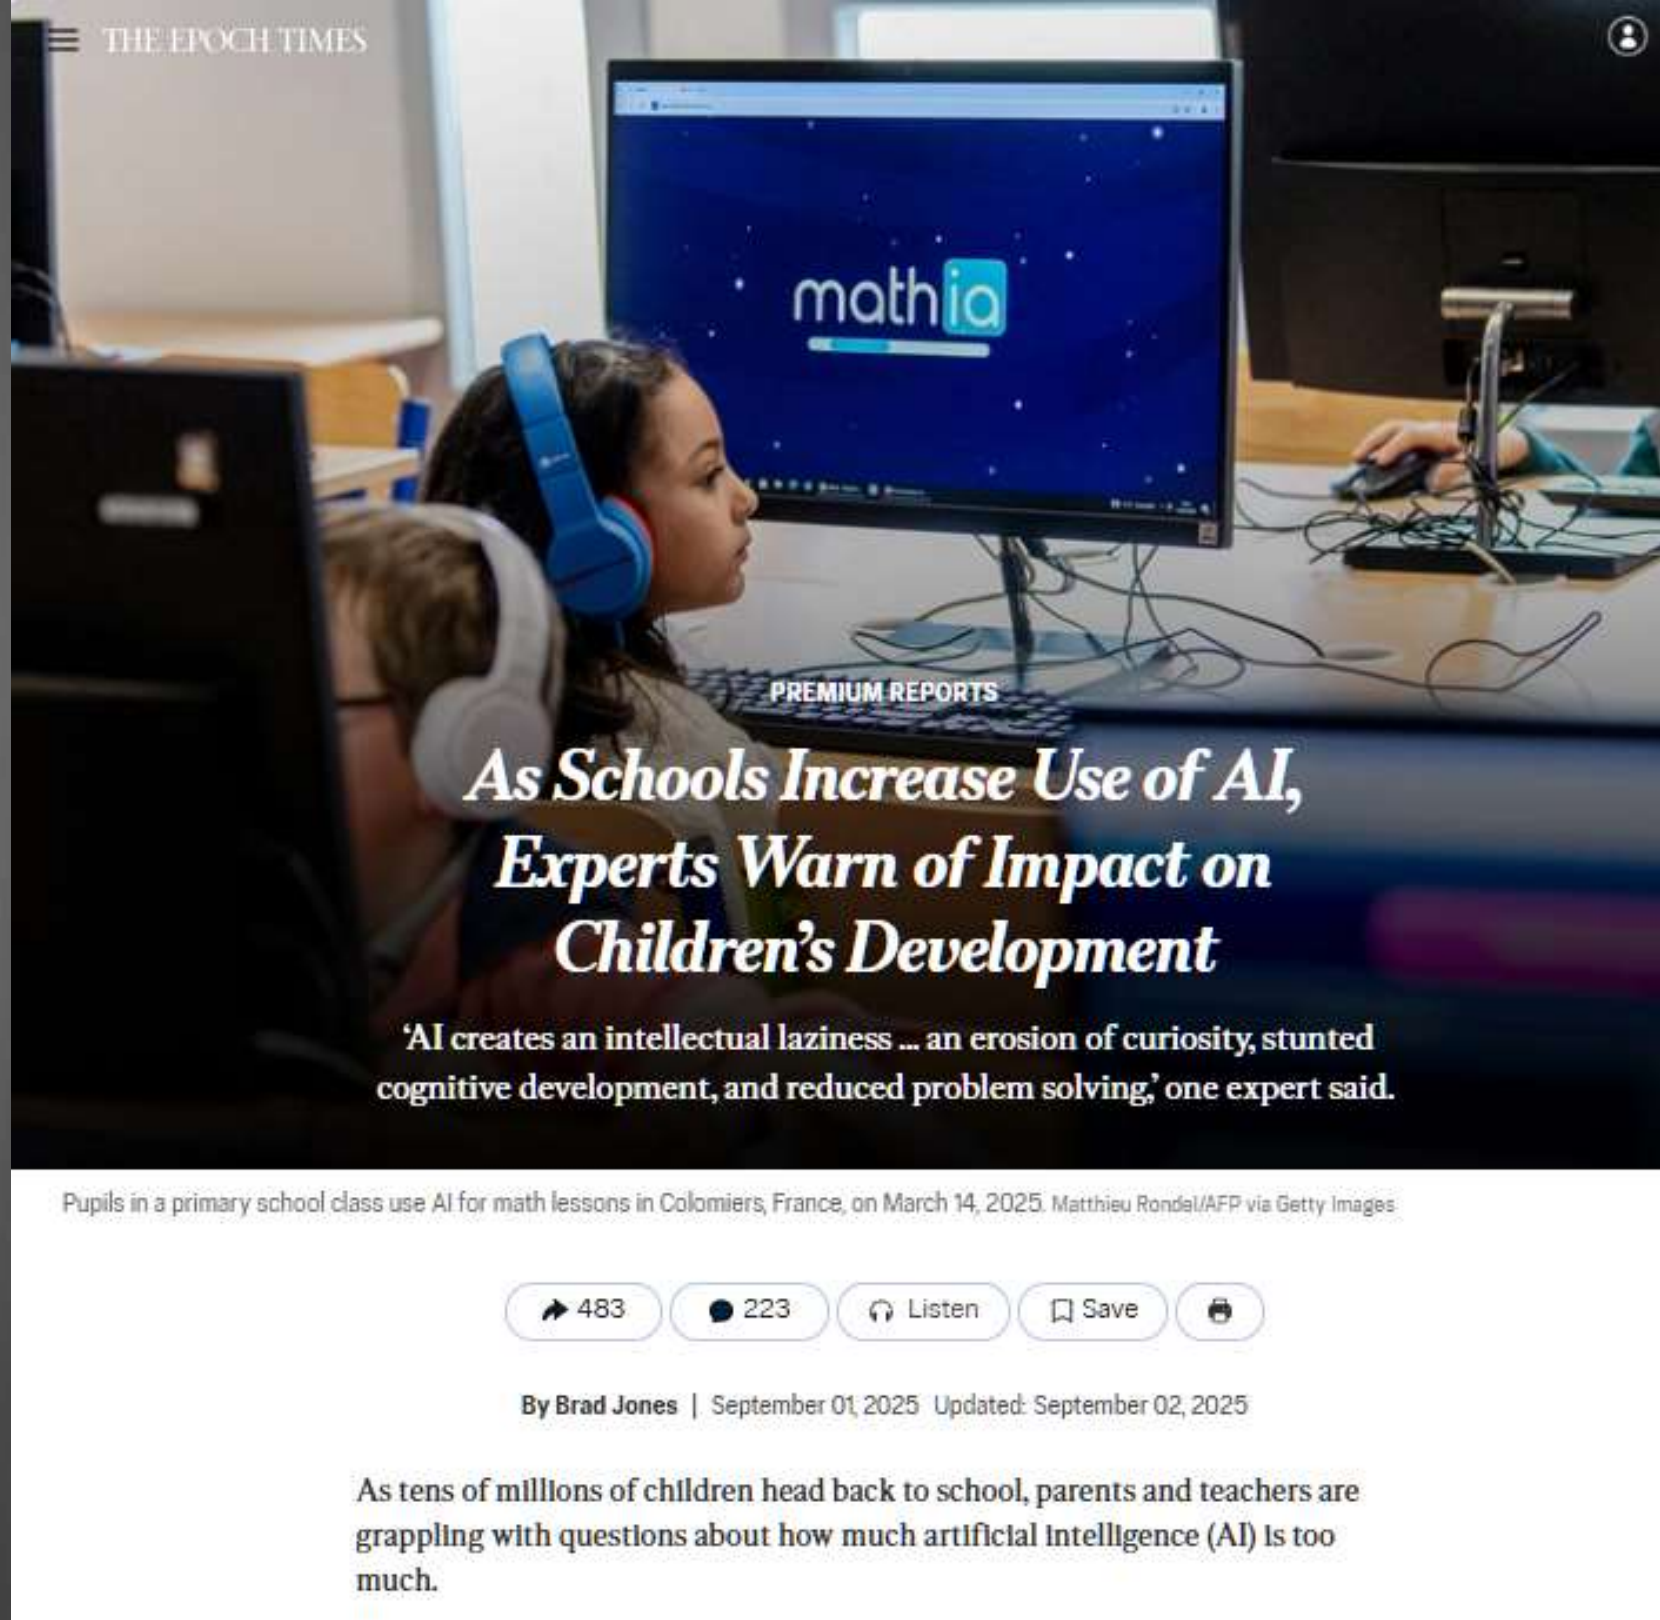 THE EPOCH TIMES
mathia
PREMIUM REPORTS
As Schools Increase Use of AI,
Experts Warn of Impact on
Children’s Development
‘AI creates an intellectual laziness ... an erosion of curiosity, stunted
cognitive development, and reduced problem solving,’ one expert said.
Pupils in a primary school class use AI for math lessons in Colomiers, France, on March 14, 2025. Matthieu Rondel/AFP via Getty Images
483 223 Listen Save
By Brad Jones | September 01, 2025 Updated: September 02, 2025
As tens of millions of children head back to school, parents and teachers are
grappling with questions about how much artificial intelligence (AI) is too
much.